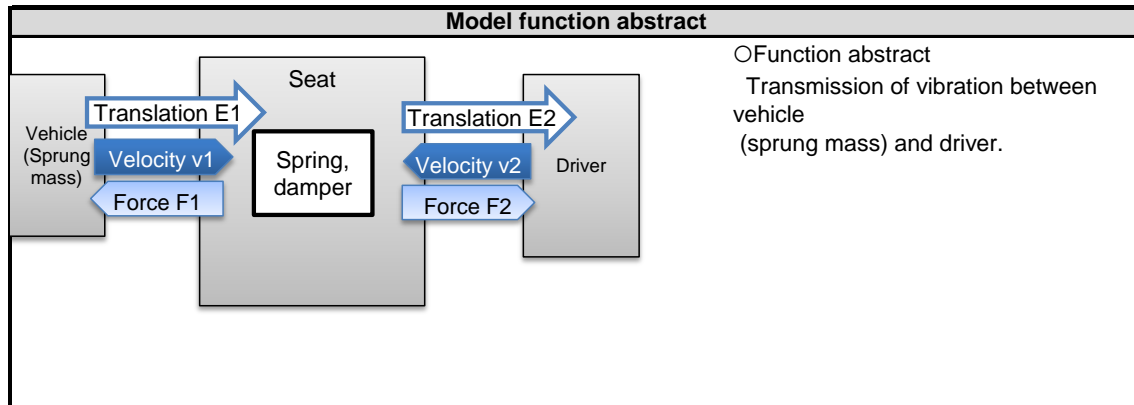 Model function abstract
Seat
Translation E1
Vehicle
(Sprung
mass)
Velocity v1
Force F1
Spring,
damper
Translation E2
Velocity v2
Force F2
Driver
○Function abstract
Transmission of vibration between
vehicle
(sprung mass) and driver.